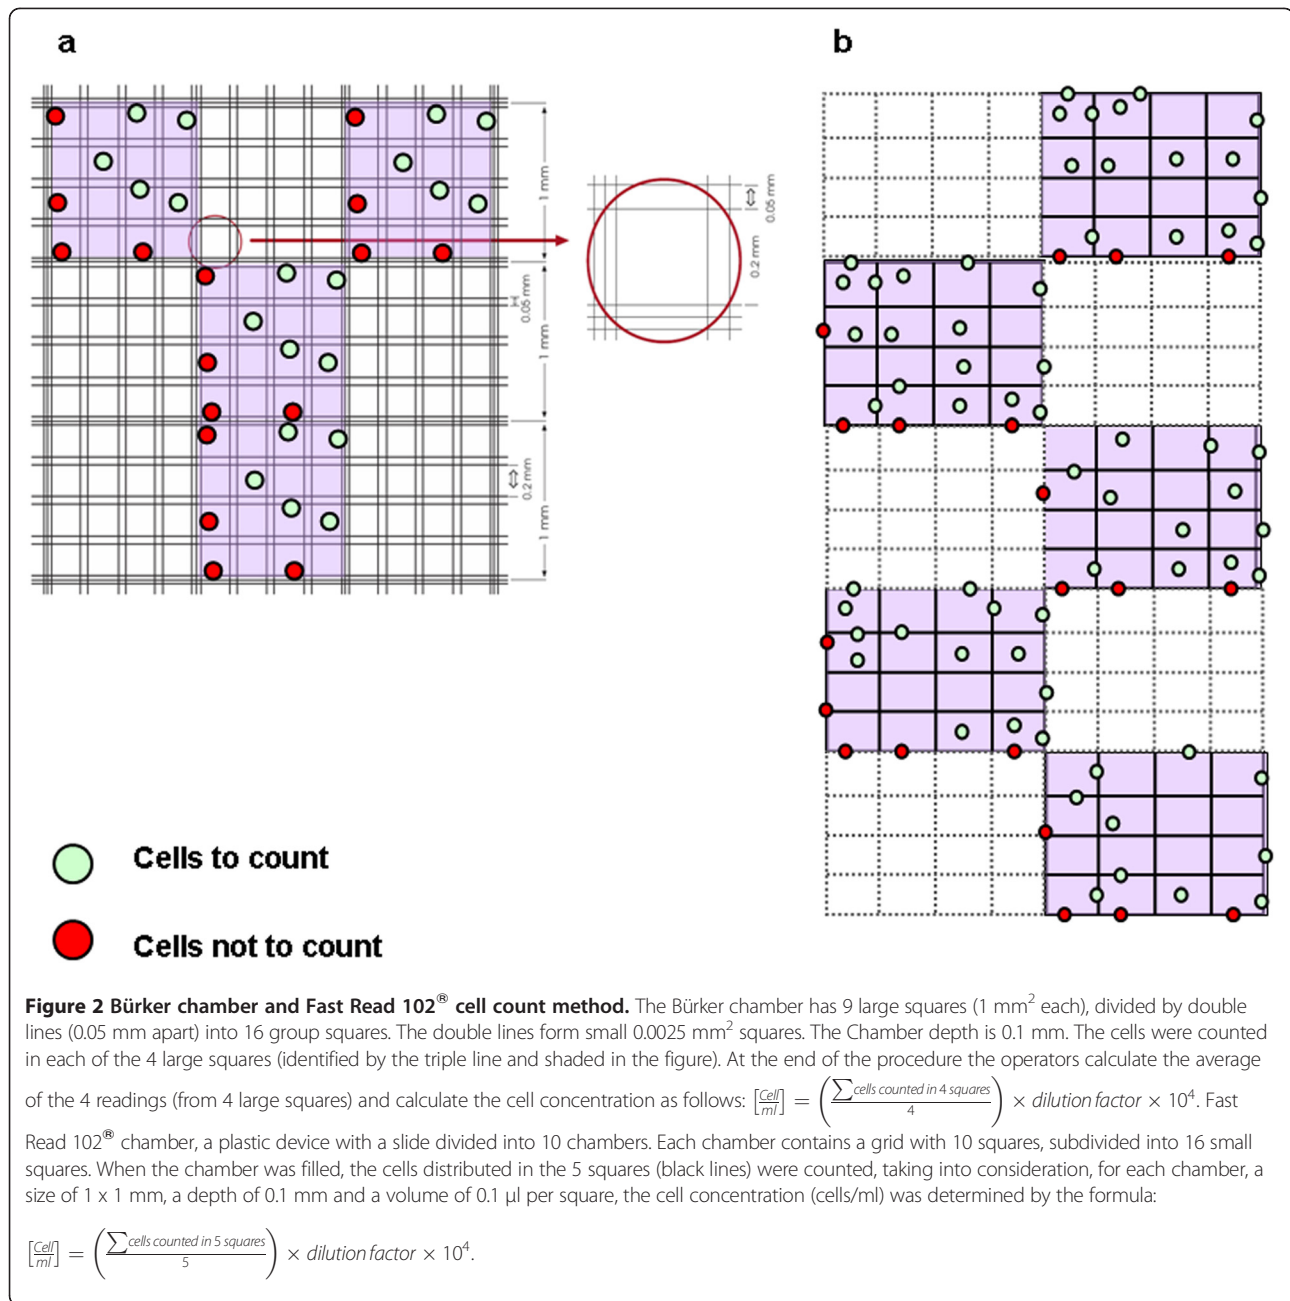 a
b
1 mm
0.05 mm
1 mm
0.2 mm
1 mm
0.05 mm
0.2 mm
Cells to count
Cells not to count
Figure 2 Bürker chamber and Fast Read 102® cell count method. The Bürker chamber has 9 large squares (1 mm² each), divided by double
lines (0.05 mm apart) into 16 group squares. The double lines form small 0.0025 mm² squares. The Chamber depth is 0.1 mm. The cells were counted
in each of the 4 large squares (identified by the triple line and shaded in the figure). At the end of the procedure the operators calculate the average
of the 4 readings (from 4 large squares) and calculate the cell concentration as follows: [Cell/ml] = (∑cells counted in 4 squares/4) × dilution factor × 10⁴. Fast
Read 102® chamber, a plastic device with a slide divided into 10 chambers. Each chamber contains a grid with 10 squares, subdivided into 16 small
squares. When the chamber was filled, the cells distributed in the 5 squares (black lines) were counted, taking into consideration, for each chamber, a
size of 1 x 1 mm, a depth of 0.1 mm and a volume of 0.1 μl per square, the cell concentration (cells/ml) was determined by the formula:
[Cell/ml] = (∑cells counted in 5 squares/5) × dilution factor × 10⁴.